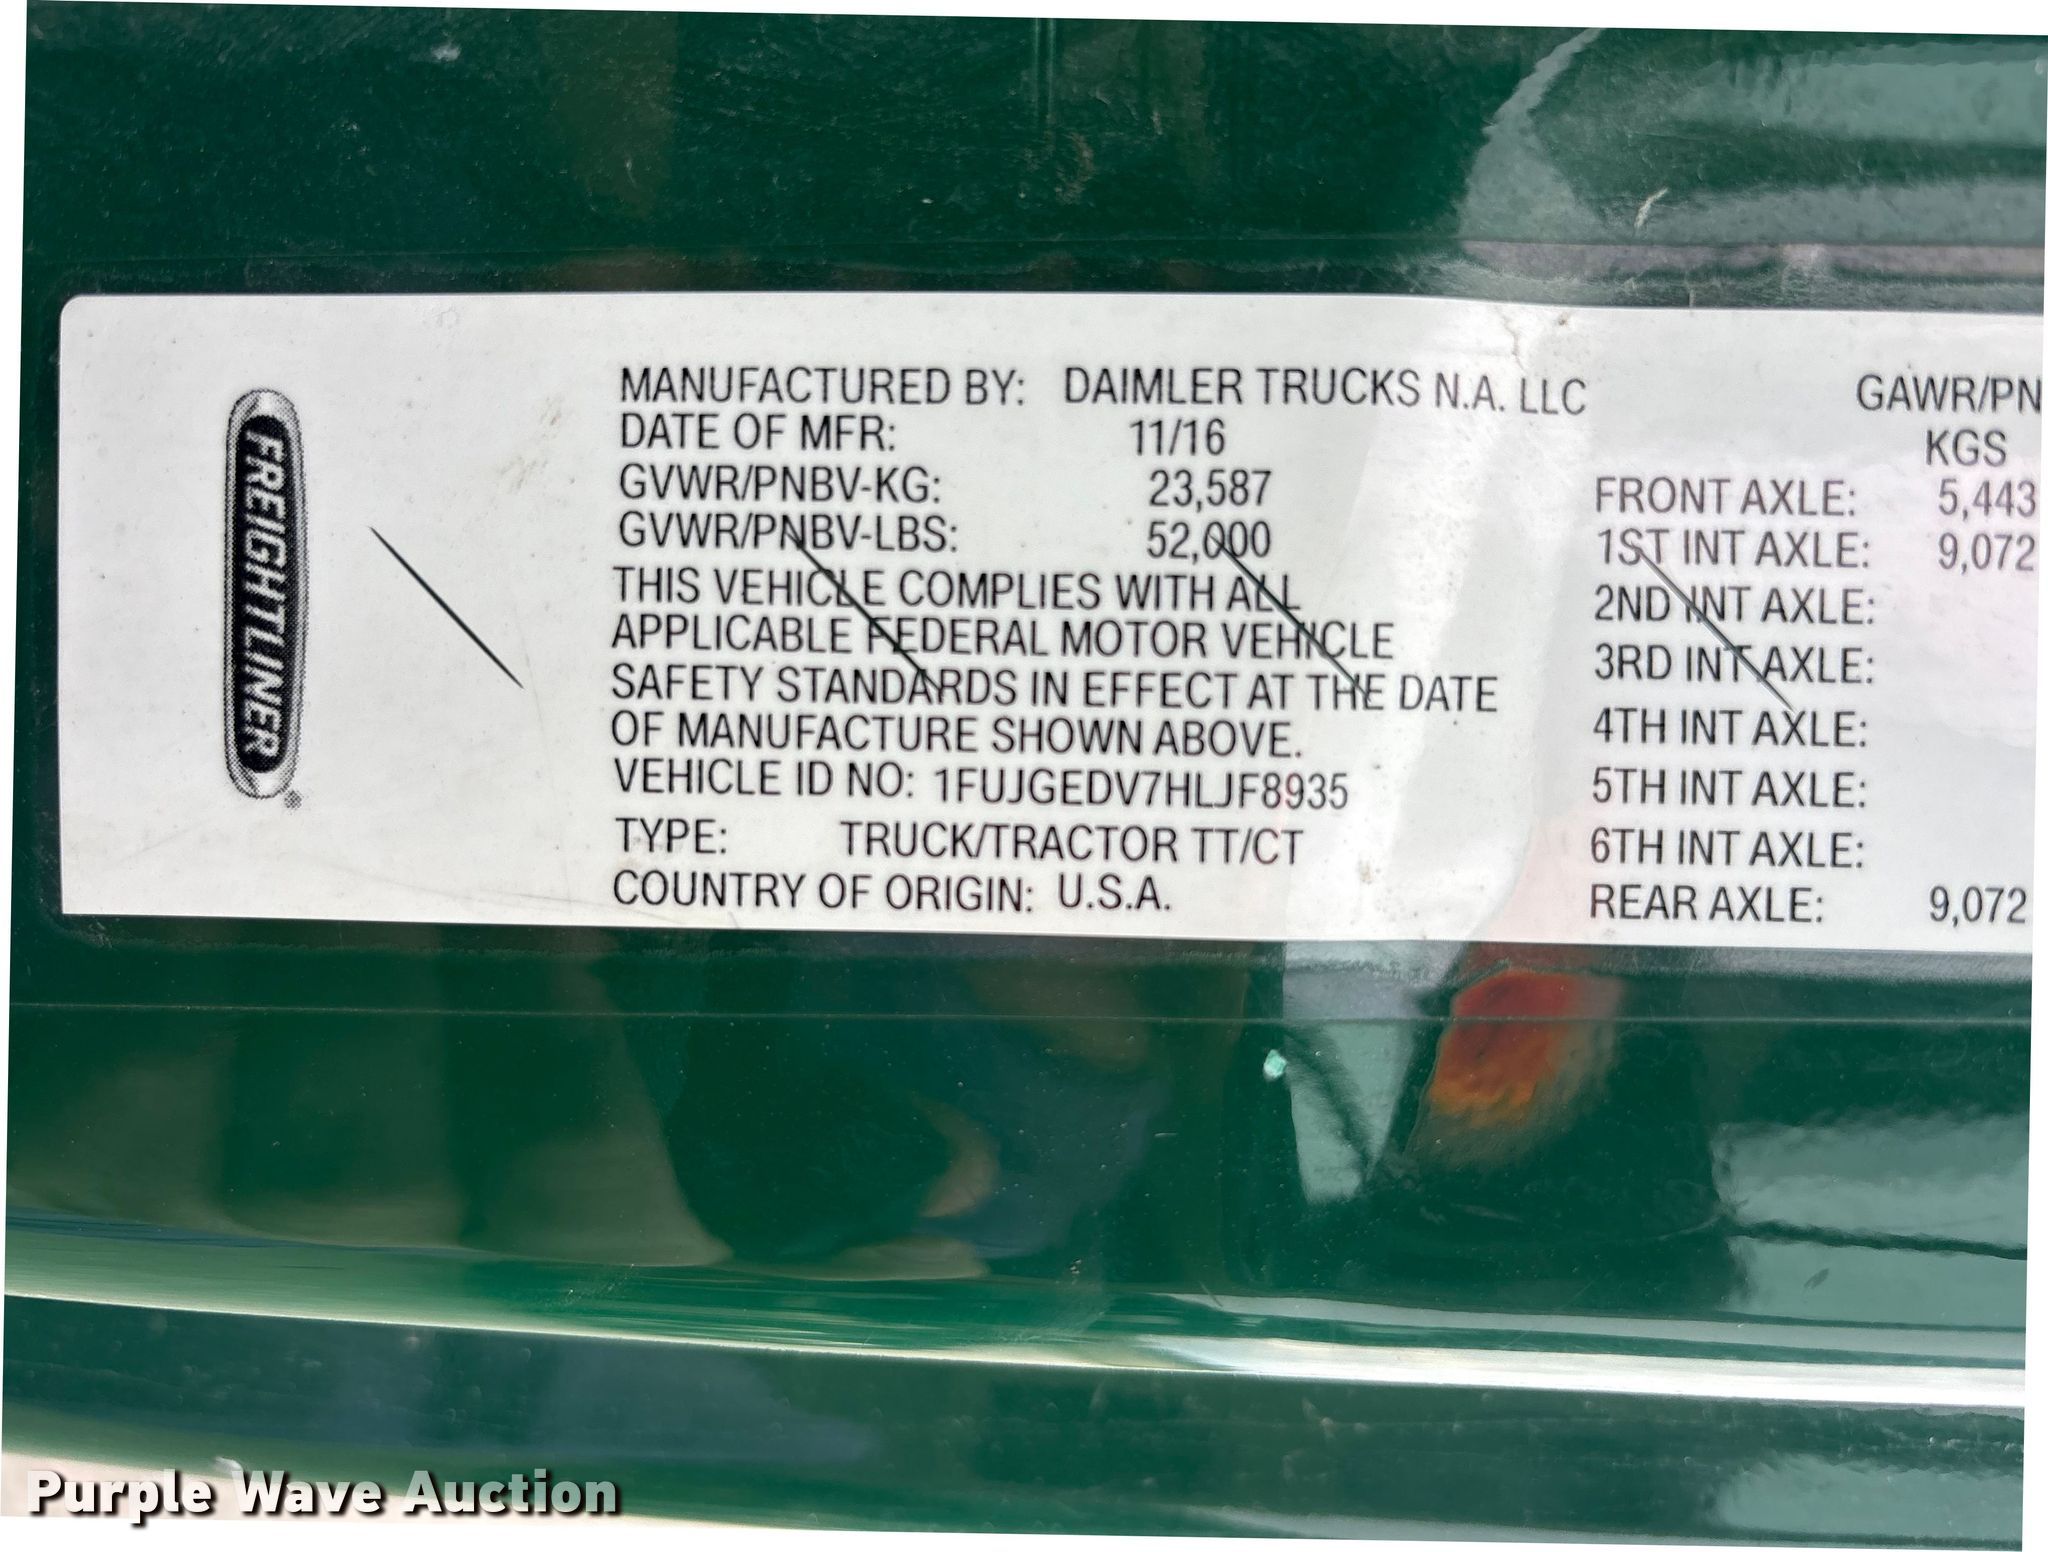 FREIGHTLINER®
MANUFACTURED BY: DAIMLER TRUCKS N.A. LLC
DATE OF MFR: 11/16
GVWR/PNBV-KG: 23,587
GVWR/PNBV-LBS: 52,000
THIS VEHICLE COMPLIES WITH ALL
APPLICABLE FEDERAL MOTOR VEHICLE
SAFETY STANDARDS IN EFFECT AT THE DATE
OF MANUFACTURE SHOWN ABOVE.
VEHICLE ID NO: 1FUJGEDV7HLJF8935
TYPE: TRUCK/TRACTOR TT/CT
COUNTRY OF ORIGIN: U.S.A.
GAWR/PN
KGS
FRONT AXLE: 5,443
1ST INT AXLE: 9,072
2ND INT AXLE:
3RD INT AXLE:
4TH INT AXLE:
5TH INT AXLE:
6TH INT AXLE:
REAR AXLE: 9,072
Purple Wave Auction